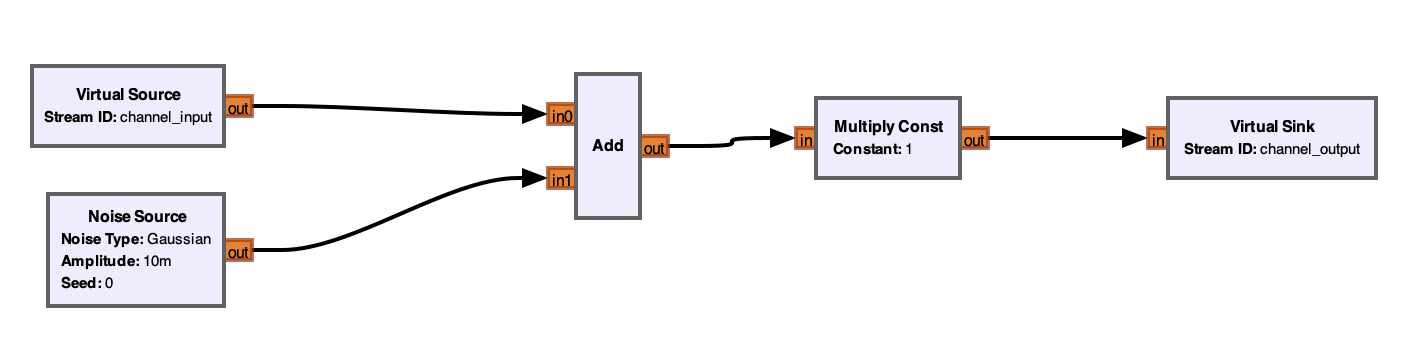 Virtual Source
Stream ID: channel_input
out
Noise Source
Noise Type: Gaussian
Amplitude: 10m
Seed: 0
out
in0
in1
Add
out
in
Multiply Const
Constant: 1
out
in
Virtual Sink
Stream ID: channel_output